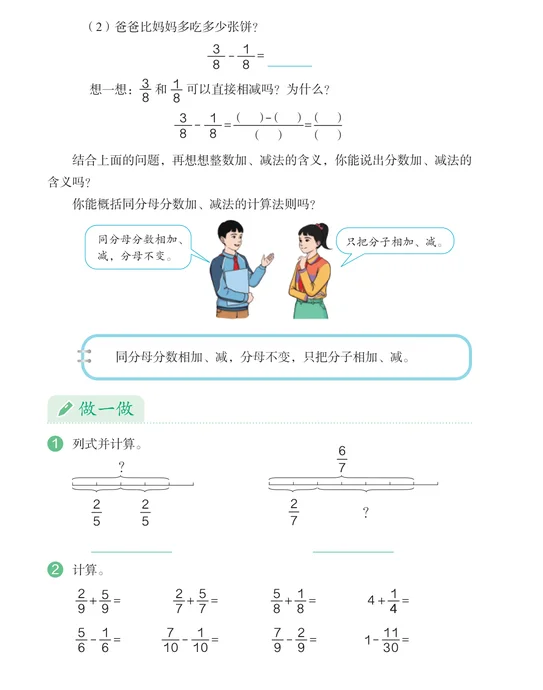 （2）爸爸比妈妈多吃多少张饼？
3/8 - 1/8 = ____
想一想：3/8 和 1/8 可以直接相减吗？为什么？
3/8 - 1/8 = (  )-(  )/(  ) = (  )/(  )
结合上面的问题，再想想整数加、减法的含义，你能说出分数加、减法的
含义吗？
你能概括同分母分数加、减法的计算法则吗？
同分母分数相加、
减，分母不变。
只把分子相加、减。
同分母分数相加、减，分母不变，只把分子相加、减。
做一做
1 列式并计算。
? 6/7
2/5 2/5 2/7 ?
2 计算。
2/9 + 5/9 = 2/7 + 5/7 = 5/8 + 1/8 = 4 + 1/4 =
5/6 - 1/6 = 7/10 - 1/10 = 7/9 - 2/9 = 1 - 11/30 =